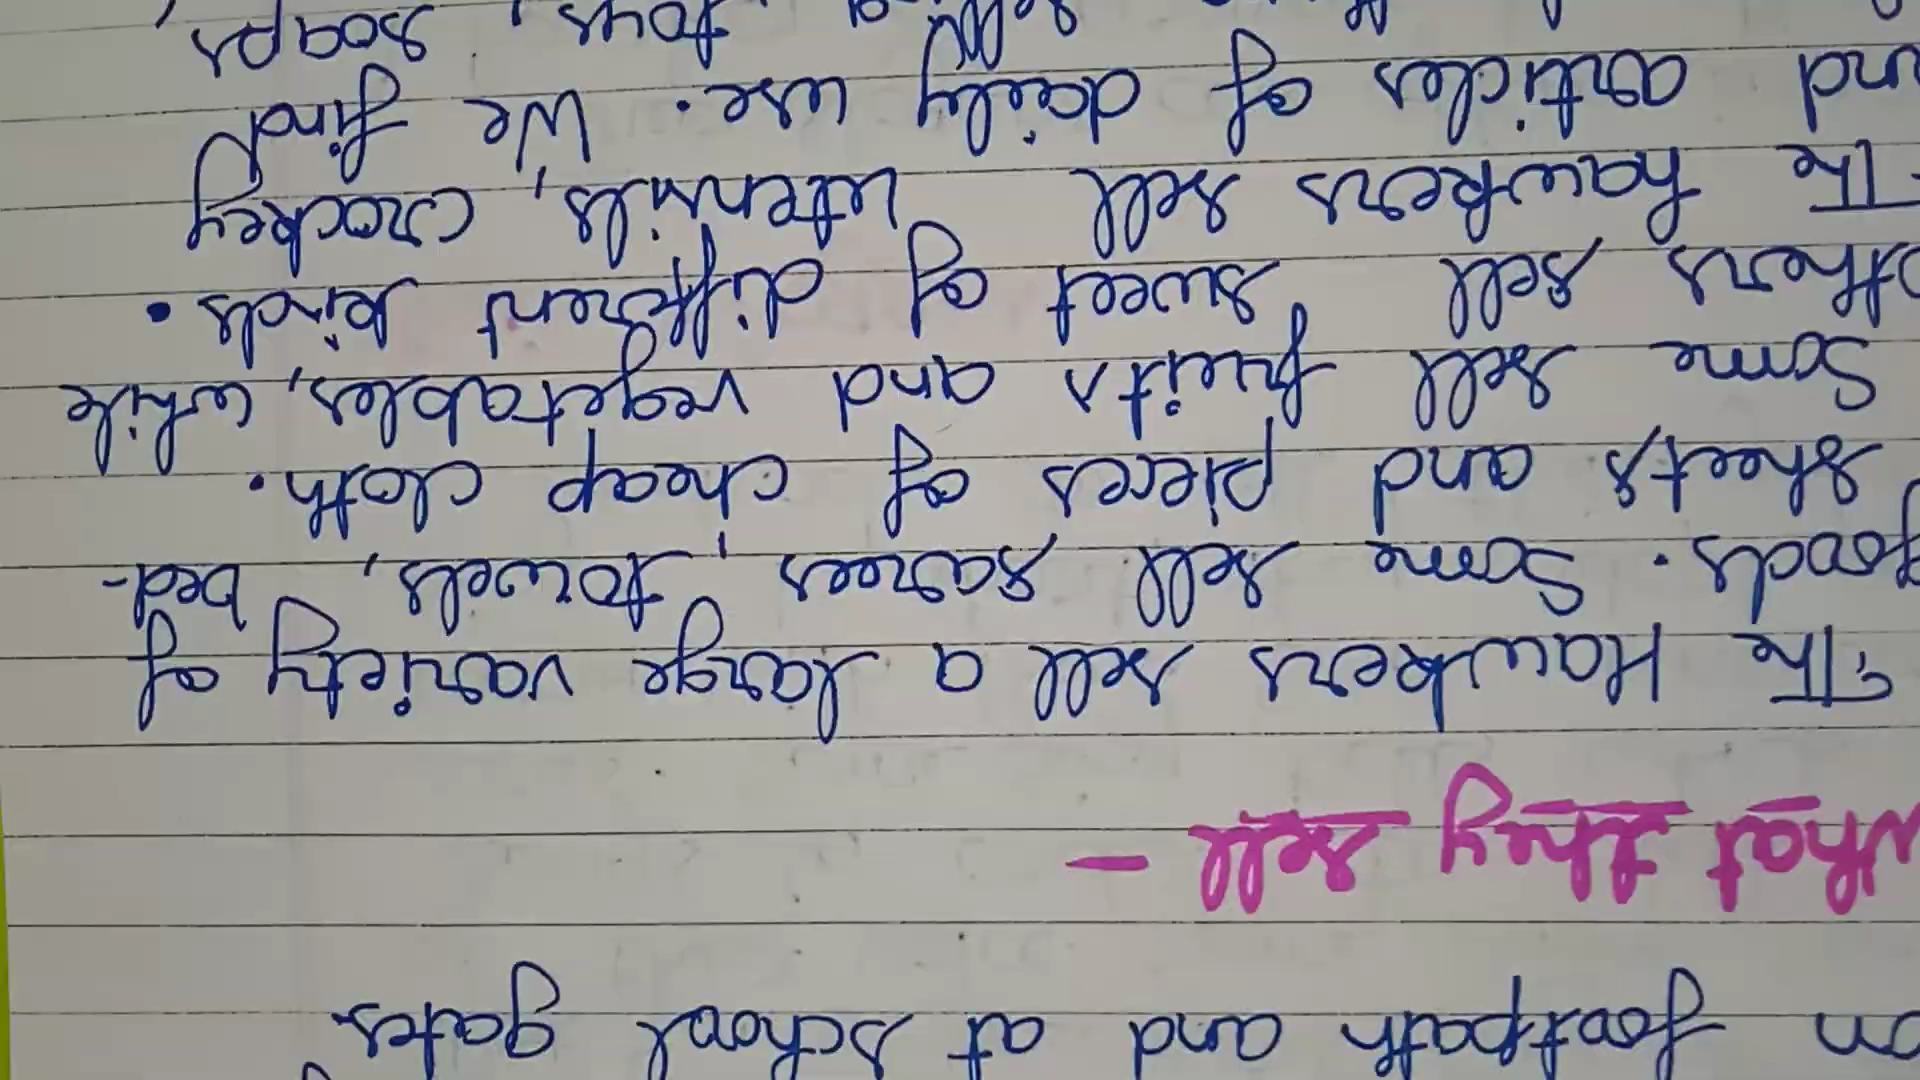 on footpath and at school gates.
What they sell -
The Hawkers sell a large variety of
goods. Some sell sarees, towels, bed-
sheets and pieces of cheap cloth.
Some sell fruits and vegetables, while
others sell sweet of different kinds.
The hawkers sell utensils, crockey
and articles of daily use. We find
toys, soaps,